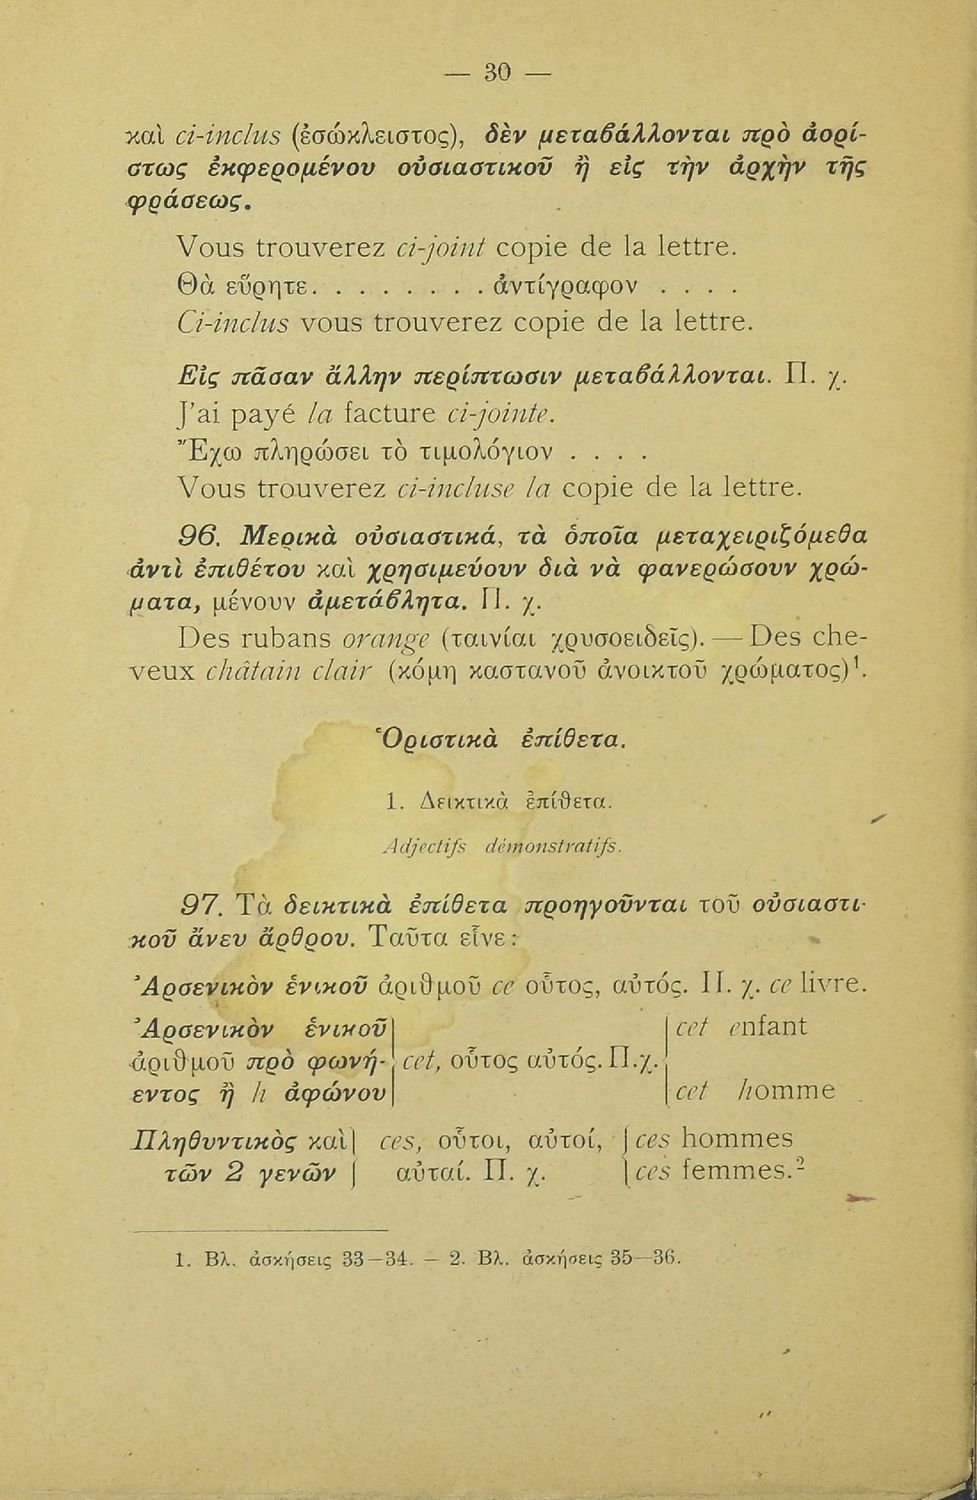 — 30 —
καὶ ci-inclus (ἐσώκλειστος), δὲν μεταβάλλονται πρὸ ἀορί-
στως ἐκφερομένου οὐσιαστικοῦ ἢ εἰς τὴν ἀρχὴν τῆς
φράσεως.
Vous trouverez ci-joint copie de la lettre.
Θὰ εὕρητε. . . . . . . . ἀντίγραφον . . . .
Ci-inclus vous trouverez copie de la lettre.
Εἰς πᾶσαν ἄλλην περίπτωσιν μεταβάλλονται. Π. χ.
J'ai payé la facture ci-jointe.
Ἔχω πληρώσει τὸ τιμολόγιον . . . .
Vous trouverez ci-incluse la copie de la lettre.
96. Μερικὰ οὐσιαστικά, τὰ ὁποῖα μεταχειριζόμεθα
ἀντὶ ἐπιθέτου καὶ χρησιμεύουν διὰ νὰ φανερώσουν χρώ-
ματα, μένουν ἀμετάβλητα. Π. χ.
Des rubans orange (ταινίαι χρυσοειδεῖς). — Des che-
veux châtain clair (κόμη καστανοῦ ἀνοικτοῦ χρώματος)¹.
Ὁριστικὰ ἐπίθετα.
1. Δεικτικὰ ἐπίθετα.
Adjectifs démonstratifs.
97. Τὰ δεικτικὰ ἐπίθετα προηγοῦνται τοῦ οὐσιαστι-
κοῦ ἄνευ ἄρθρου. Ταῦτα εἶνε :
Ἀρσενικὸν ἑνικοῦ ἀριθμοῦ ce οὗτος, αὐτός. Π. χ. ce livre.
Ἀρσενικὸν ἑνικοῦ | | cet enfant
ἀριθμοῦ πρὸ φωνή- | cet, οὗτος αὐτός. Π.χ. |
εντος ἢ h ἀφώνου | | cet homme
Πληθυντικὸς καὶ | ces, οὗτοι, αὐτοί, | ces hommes
τῶν 2 γενῶν | αὐταί. Π. χ. | ces femmes.²
1. Βλ. ἀσκήσεις 33—34. — 2. Βλ. ἀσκήσεις 35—36.